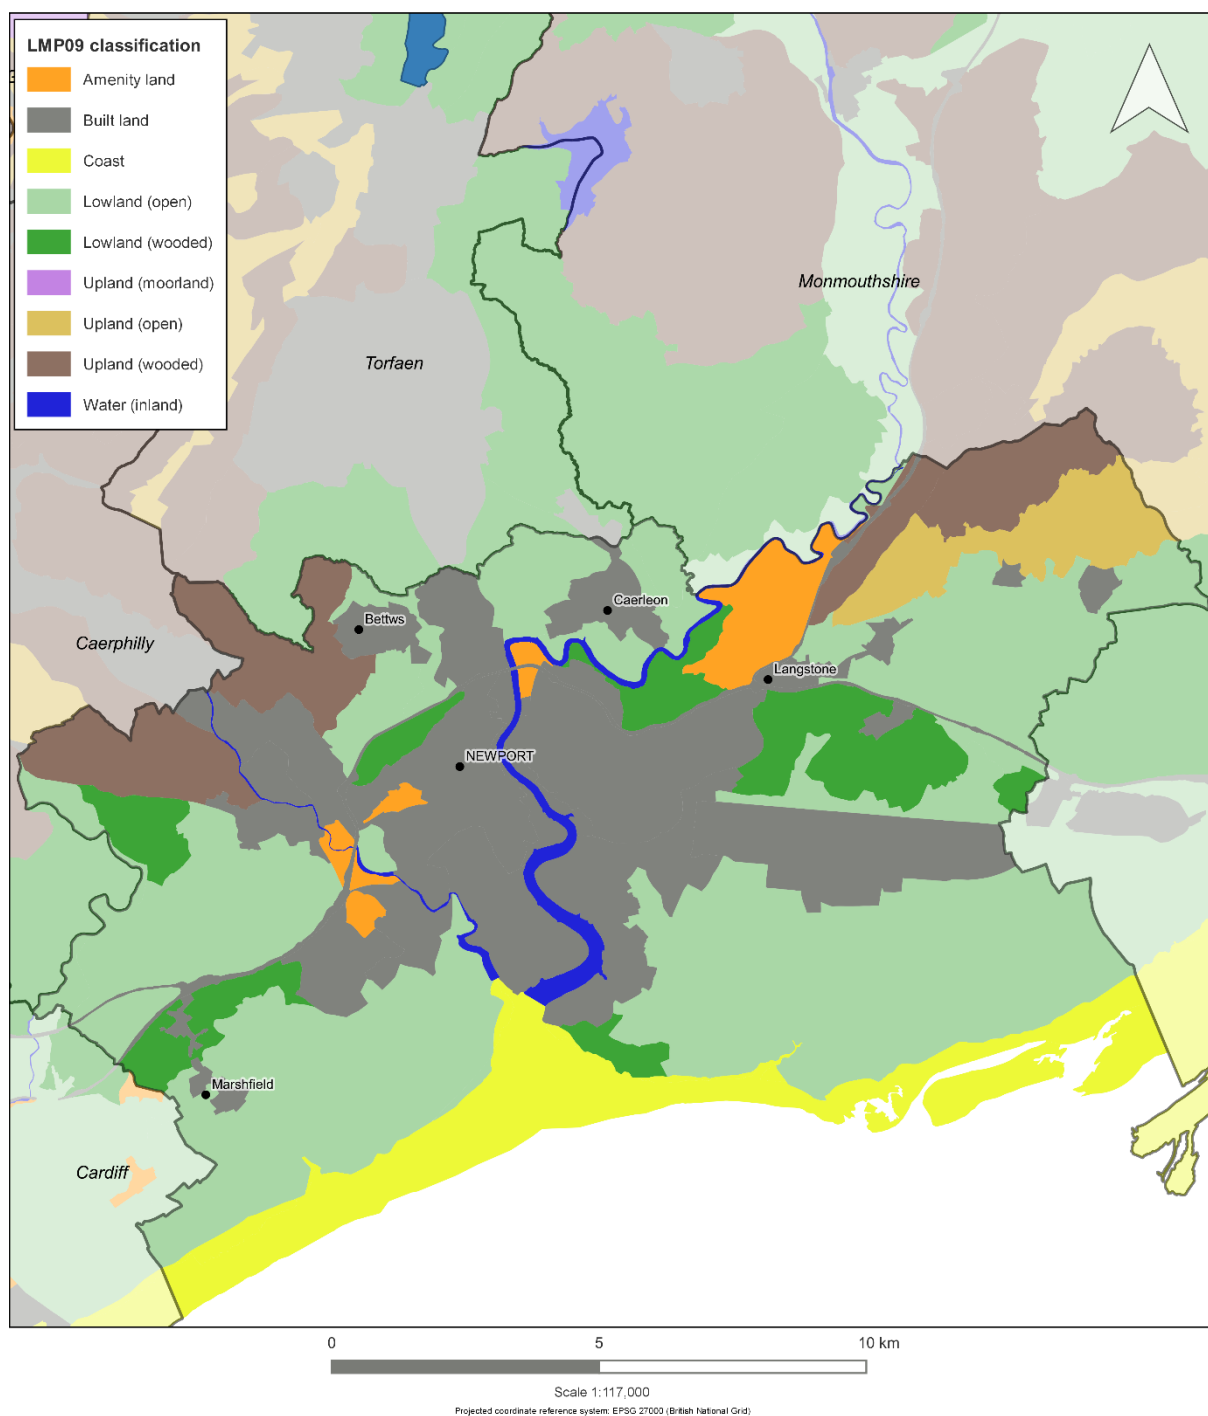 LMP09 classification
Amenity land
Built land
Coast
Lowland (open)
Lowland (wooded)
Upland (moorland)
Upland (open)
Upland (wooded)
Water (inland)
Monmouthshire
Torfaen
Caerleon
Bettws
Caerphilly
Langstone
NEWPORT
Marshfield
Cardiff
0 5 10 km
Scale 1:117,000
Projected coordinate reference system: EPSG 27000 (British National Grid)